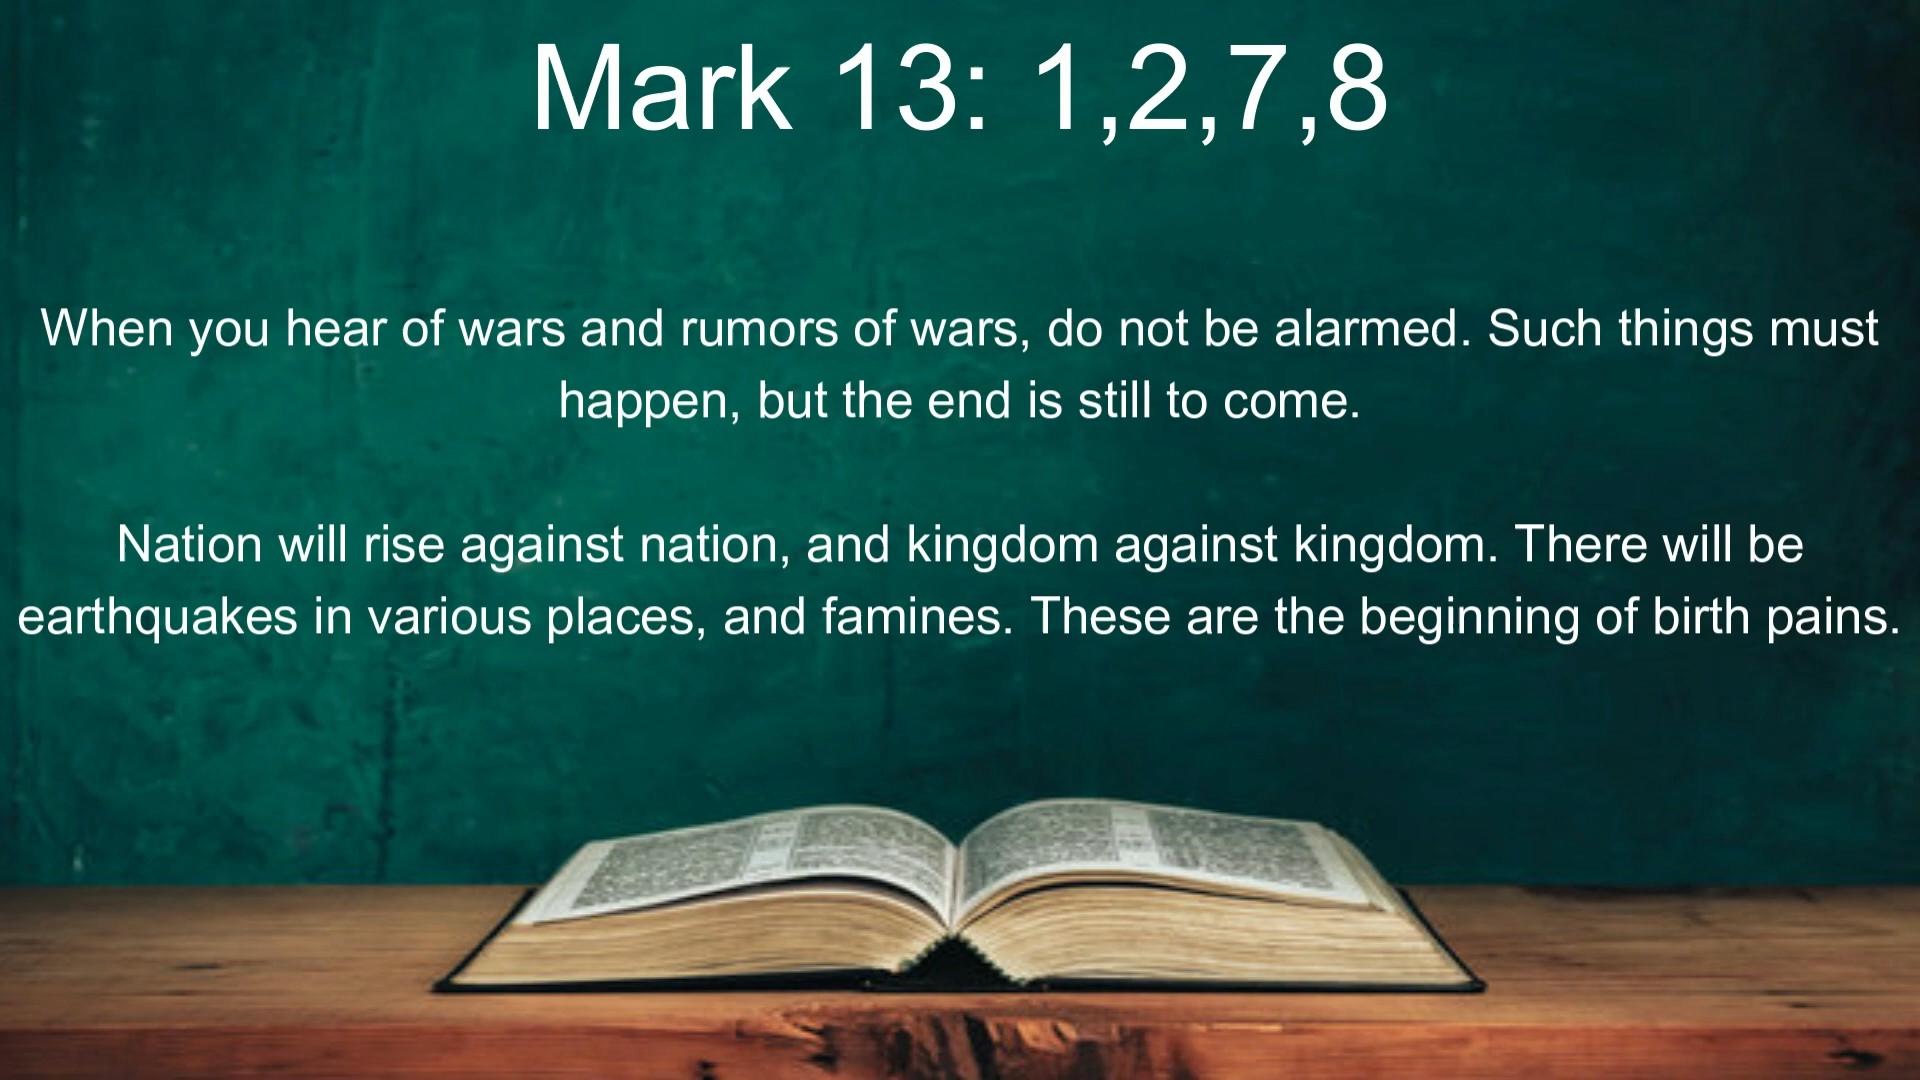 Mark 13: 1,2,7,8
When you hear of wars and rumors of wars, do not be alarmed. Such things must
happen, but the end is still to come.
Nation will rise against nation, and kingdom against kingdom. There will be
earthquakes in various places, and famines. These are the beginning of birth pains.